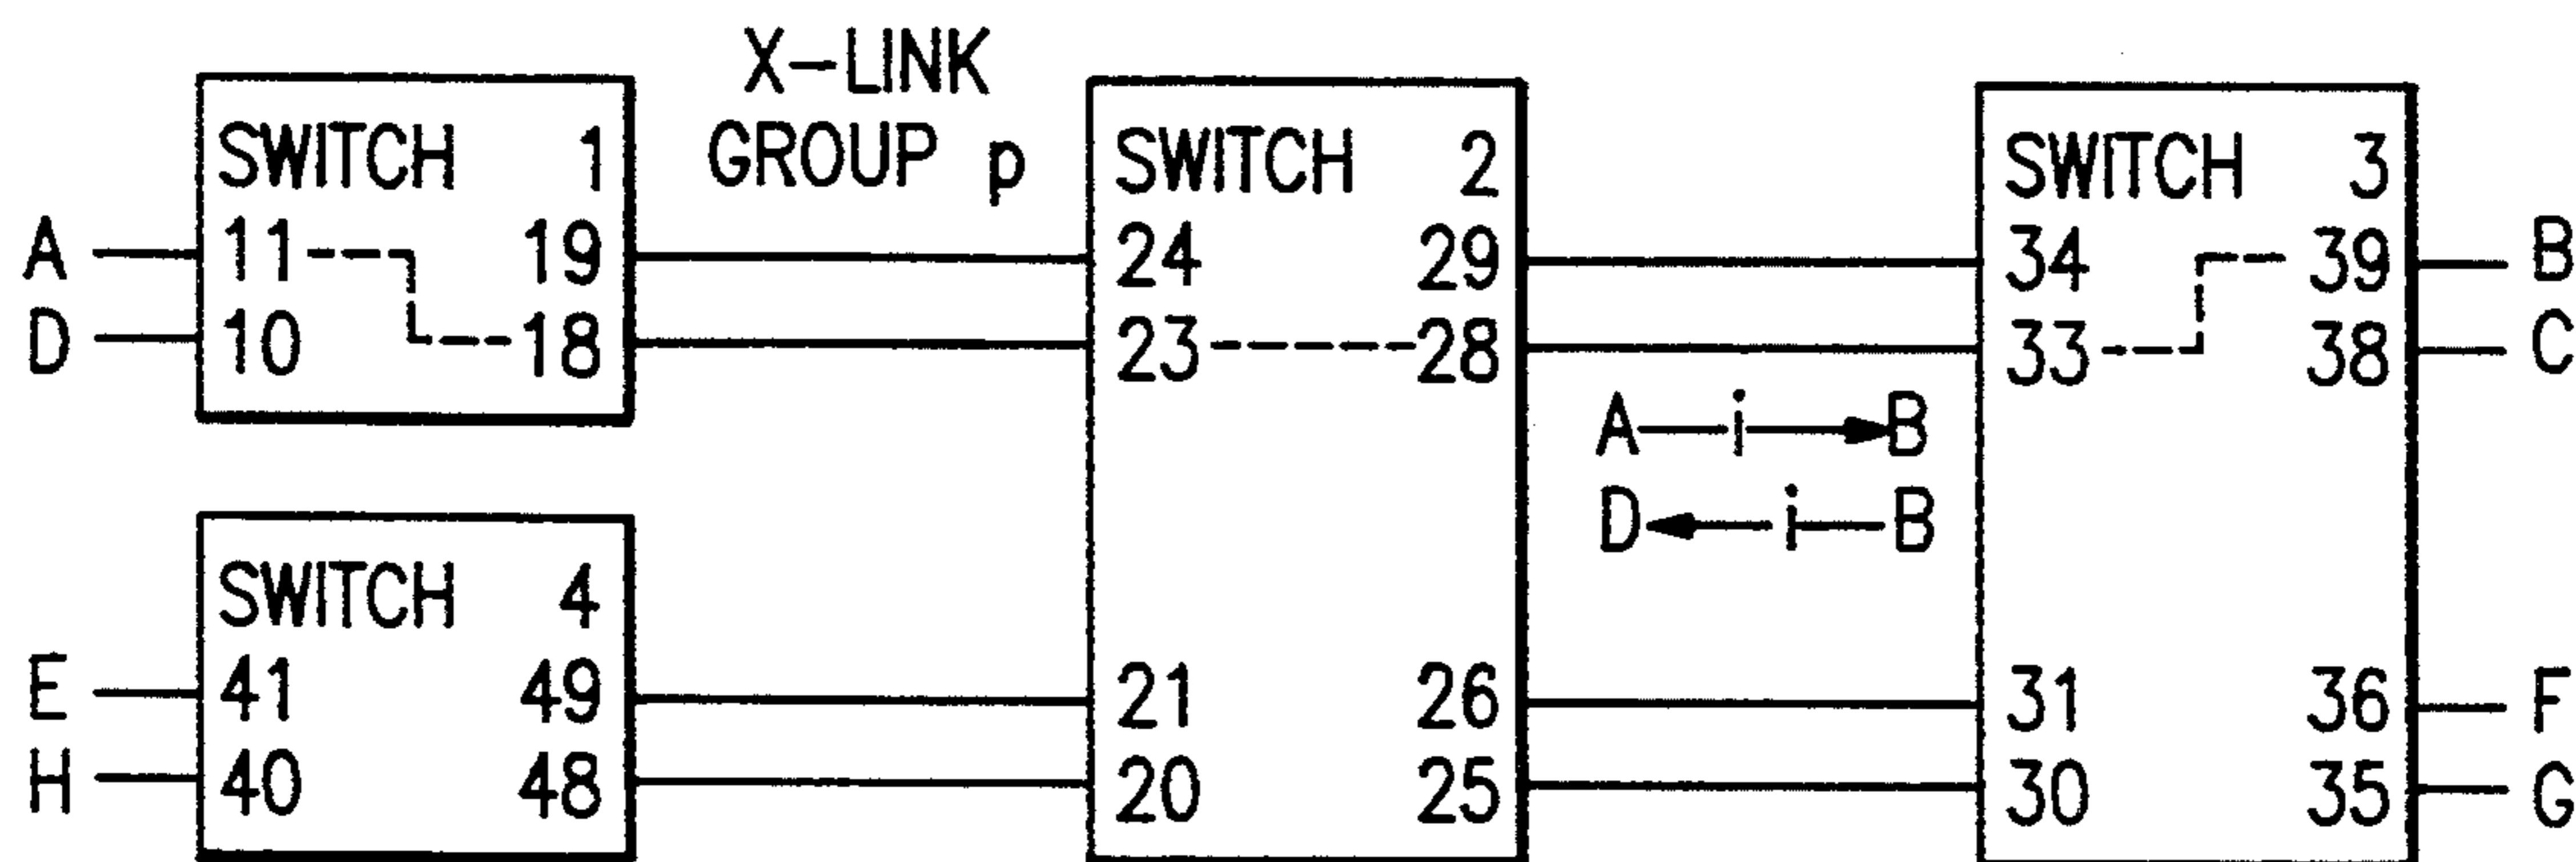 X-LINK
GROUP p
SWITCH 1
A 11 19
D 10 18
SWITCH 2
24 29
23 28
21 26
20 25
SWITCH 3
34 39 B
33 38 C
31 36 F
30 35 G
A i B
D i B
SWITCH 4
E 41 49
H 40 48